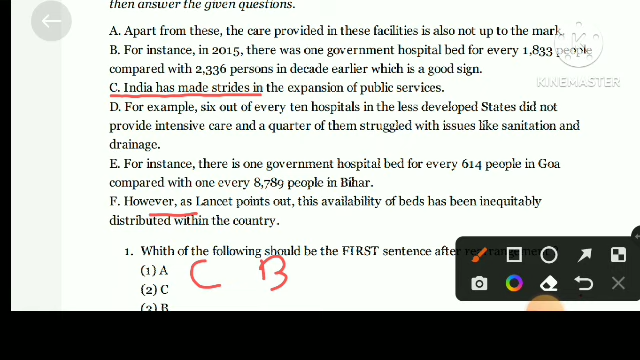 then answer the given questions.
A. Apart from these, the care provided in these facilities is also not up to the mark.
B. For instance, in 2015, there was one government hospital bed for every 1,833 people
compared with 2,336 persons in decade earlier which is a good sign.
C. India has made strides in the expansion of public services.
D. For example, six out of every ten hospitals in the less developed States did not
provide intensive care and a quarter of them struggled with issues like sanitation and
drainage.
E. For instance, there is one government hospital bed for every 614 people in Goa
compared with one every 8,789 people in Bihar.
F. However, as Lancet points out, this availability of beds has been inequitably
distributed within the country.
1. Which of the following should be the FIRST sentence after rearrangement
(1) A
(2) C
(3) B
C B
KINEMASTER